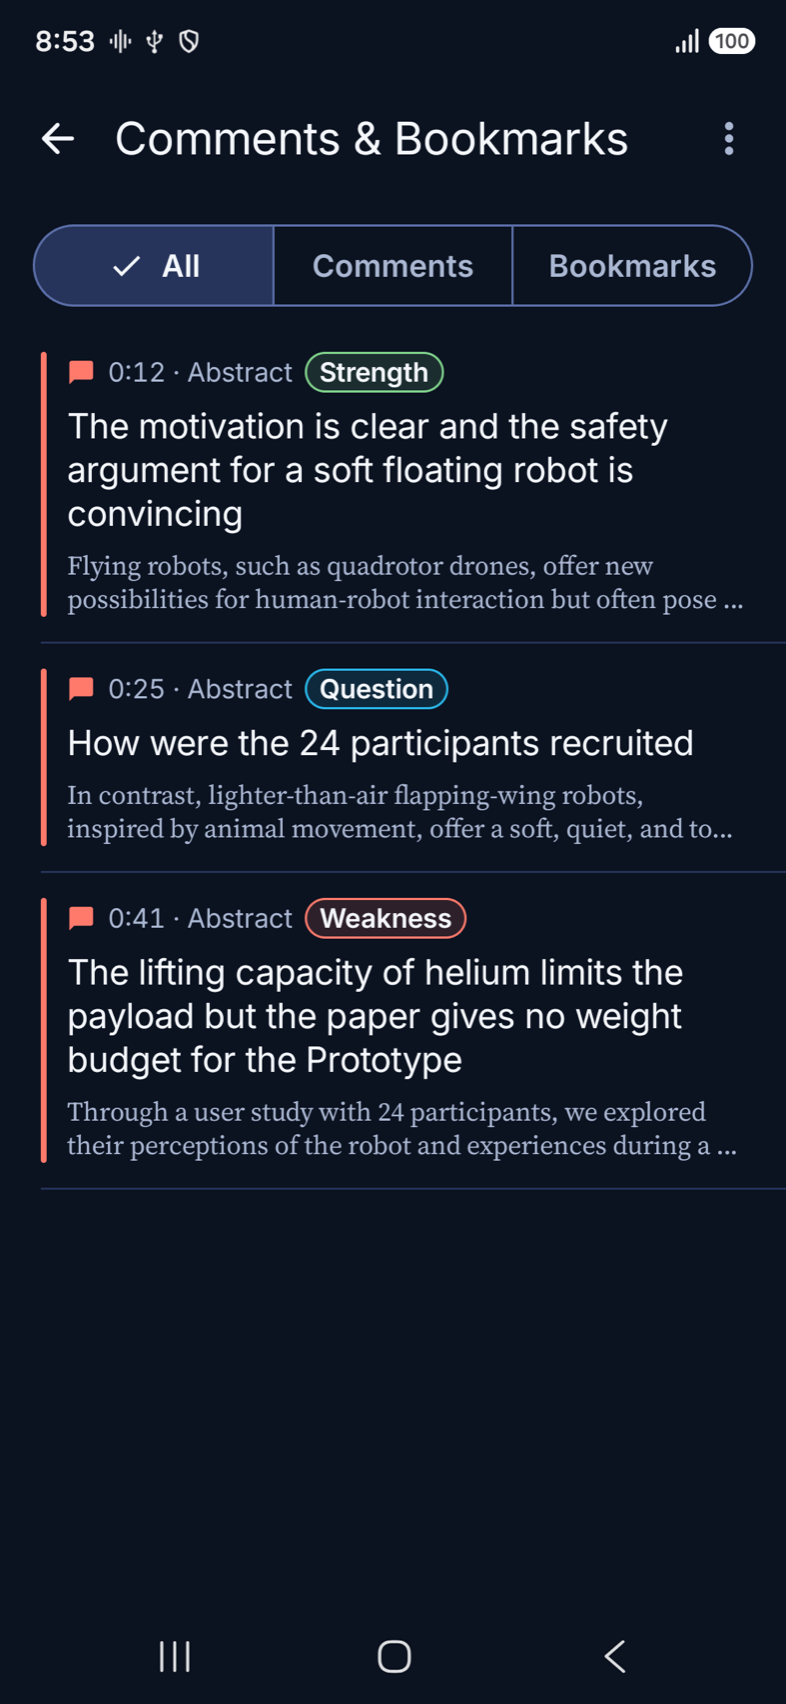 8:53
100
Comments & Bookmarks
All
Comments
Bookmarks
0:12 · Abstract Strength
The motivation is clear and the safety
argument for a soft floating robot is
convincing
Flying robots, such as quadrotor drones, offer new
possibilities for human-robot interaction but often pose ...
0:25 · Abstract Question
How were the 24 participants recruited
In contrast, lighter-than-air flapping-wing robots,
inspired by animal movement, offer a soft, quiet, and to...
0:41 · Abstract Weakness
The lifting capacity of helium limits the
payload but the paper gives no weight
budget for the Prototype
Through a user study with 24 participants, we explored
their perceptions of the robot and experiences during a ...